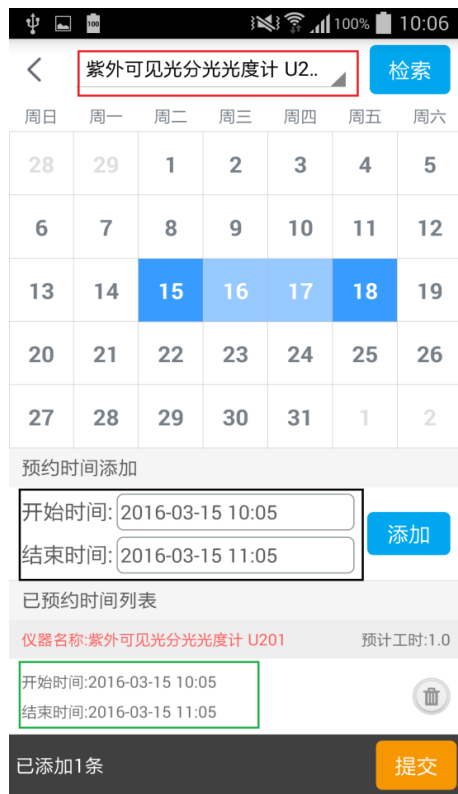 100 100% 10:06
紫外可见光分光光度计 U2.. 检索
周日 周一 周二 周三 周四 周五 周六
28 29 1 2 3 4 5
6 7 8 9 10 11 12
13 14 15 16 17 18 19
20 21 22 23 24 25 26
27 28 29 30 31 1 2
预约时间添加
开始时间: 2016-03-15 10:05
结束时间: 2016-03-15 11:05
添加
已预约时间列表
仪器名称:紫外可见光分光光度计 U201 预计工时:1.0
开始时间:2016-03-15 10:05
结束时间:2016-03-15 11:05
已添加1条 提交